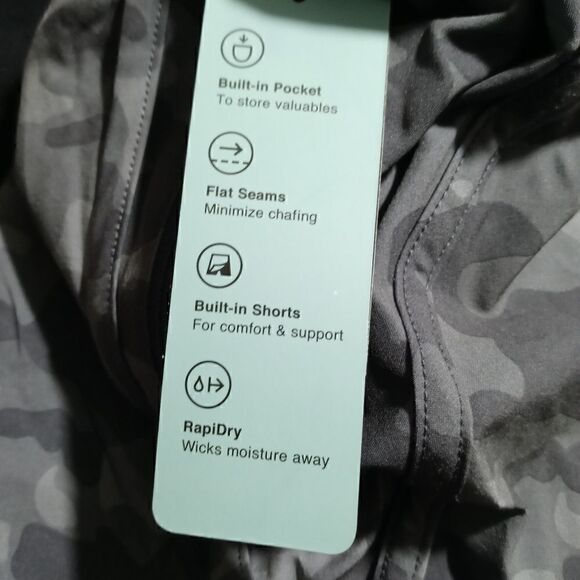 Built-in Pocket
To store valuables
Flat Seams
Minimize chafing
Built-in Shorts
For comfort & support
RapiDry
Wicks moisture away